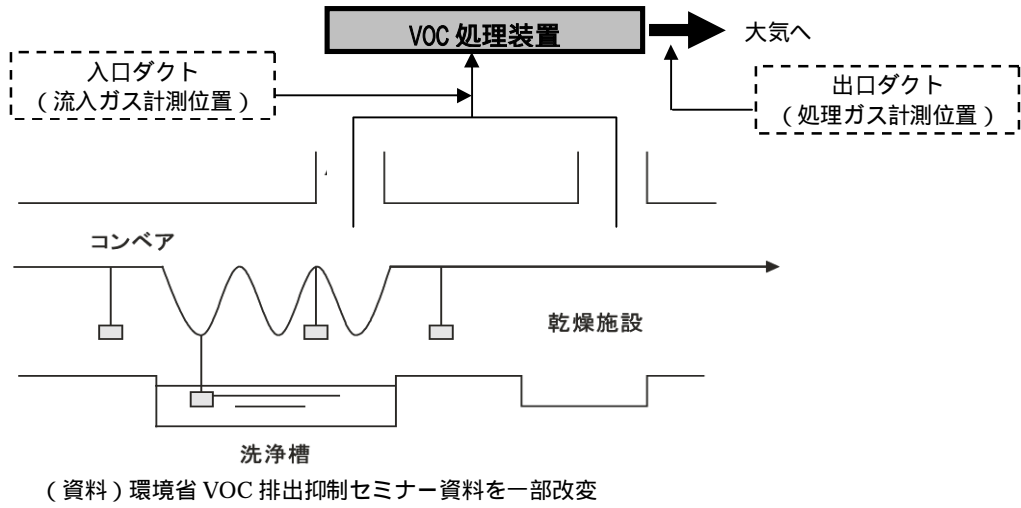 VOC 処理装置
大気へ
入口ダクト
（流入ガス計測位置）
出口ダクト
（処理ガス計測位置）
コンベア
乾燥施設
洗浄槽
（資料）環境省 VOC 排出抑制セミナー資料を一部改変